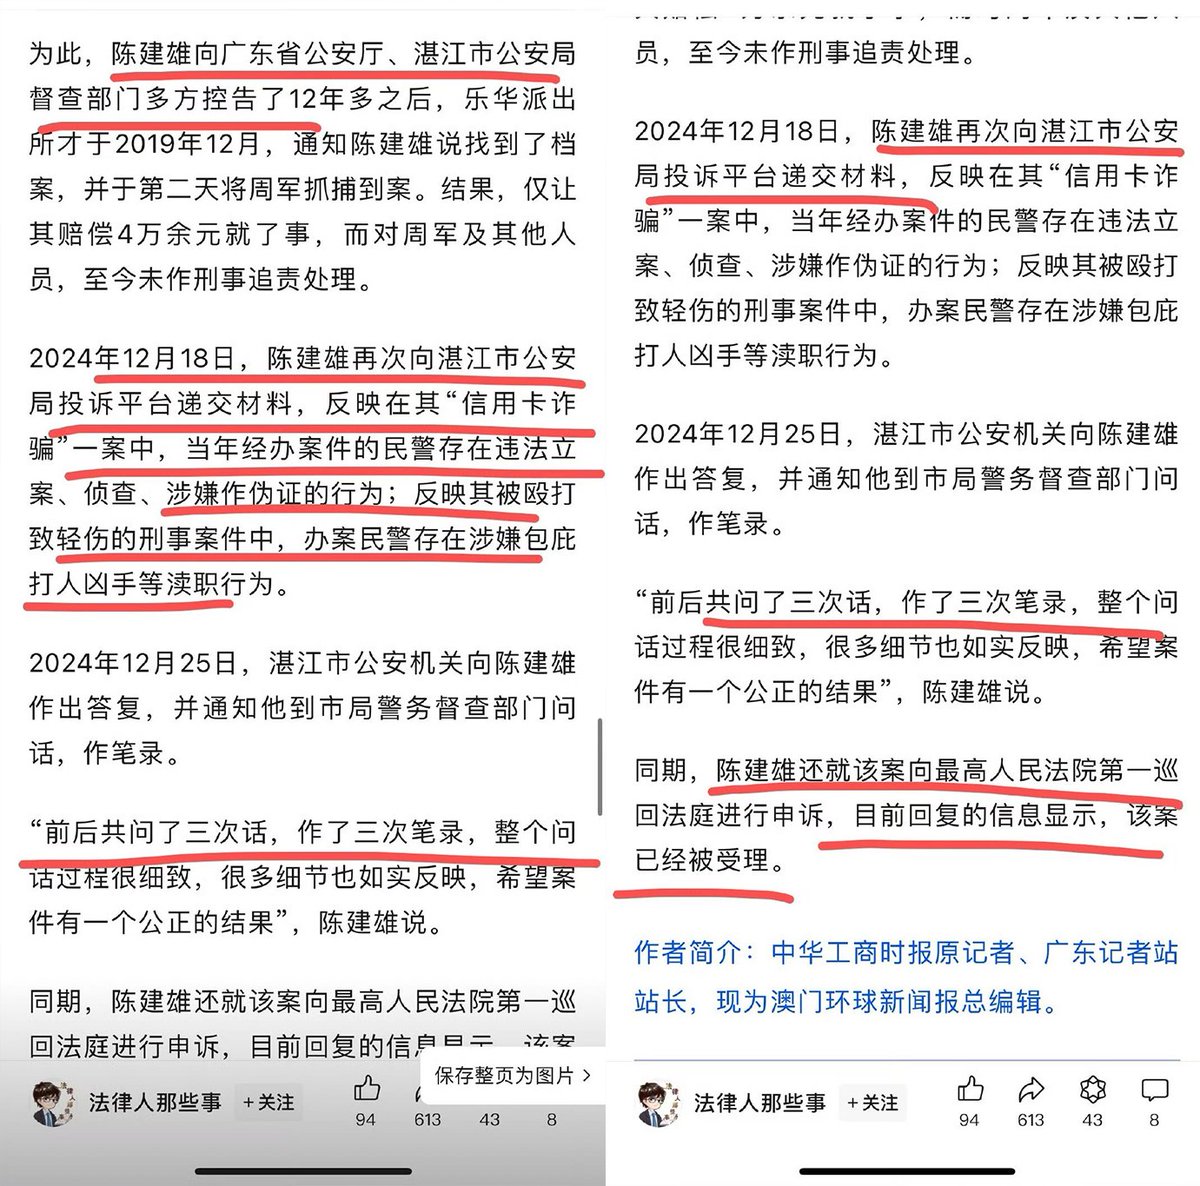 为此，陈建雄向广东省公安厅、湛江市公安局
督查部门多方控告了12年多之后，乐华派出
所才于2019年12月，通知陈建雄说找到了档
案，并于第二天将周军抓捕到案。结果，仅让
其赔偿4万余元就了事，而对周军及其他人
员，至今未作刑事追责处理。
2024年12月18日，陈建雄再次向湛江市公安
局投诉平台递交材料，反映在其“信用卡诈
骗”一案中，当年经办案件的民警存在违法立
案、侦查、涉嫌作伪证的行为；反映其被殴打
致轻伤的刑事案件中，办案民警存在涉嫌包庇
打人凶手等渎职行为。
2024年12月25日，湛江市公安机关向陈建雄
作出答复，并通知他到市局警务督查部门问
话，作笔录。
“前后共问了三次话，作了三次笔录，整个问
话过程很细致，很多细节也如实反映，希望案
件有一个公正的结果”，陈建雄说。
同期，陈建雄还就该案向最高人民法院第一巡
回法庭进行申诉，目前回复的信息显示，该案
保存整页为图片 >
法律人那些事
+关注
94
613
43
8
员，至今未作刑事追责处理。
2024年12月18日，陈建雄再次向湛江市公安
局投诉平台递交材料，反映在其“信用卡诈
骗”一案中，当年经办案件的民警存在违法立
案、侦查、涉嫌作伪证的行为；反映其被殴打
致轻伤的刑事案件中，办案民警存在涉嫌包庇
打人凶手等渎职行为。
2024年12月25日，湛江市公安机关向陈建雄
作出答复，并通知他到市局警务督查部门问
话，作笔录。
“前后共问了三次话，作了三次笔录，整个问
话过程很细致，很多细节也如实反映，希望案
件有一个公正的结果”，陈建雄说。
同期，陈建雄还就该案向最高人民法院第一巡
回法庭进行申诉，目前回复的信息显示，该案
已经被受理。
作者简介：中华工商时报原记者、广东记者站
站长，现为澳门环球新闻报总编辑。
法律人那些事
+关注
94
613
43
8